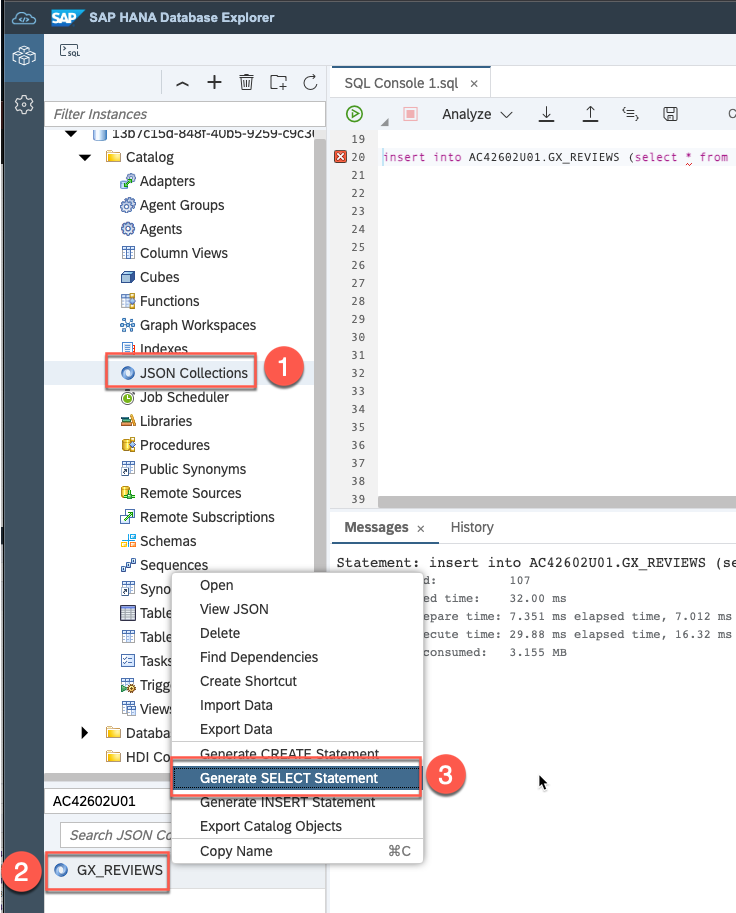 SAP SAP HANA Database Explorer
SQL
SQL Console 1.sql ×
Filter Instances
Analyze
13b7c15d-848f-40b5-9259-c9c30
Catalog
Adapters
Agent Groups
Agents
Column Views
Cubes
Functions
Graph Workspaces
Indexes
JSON Collections
1
Job Scheduler
Libraries
Procedures
Public Synonyms
Remote Sources
Remote Subscriptions
Schemas
Sequences
Syno
Table
Table
Tasks
Trigg
Views
Databa
HDI Co
AC42602U01
Search JSON Co
2
GX_REVIEWS
19
20 insert into AC42602U01.GX_REVIEWS (select * from
21
22
23
24
25
26
27
28
29
30
31
32
33
34
35
36
37
38
39
Messages × History
Statement: insert into AC42602U01.GX_REVIEWS (se
d: 107
ed time: 32.00 ms
epare time: 7.351 ms elapsed time, 7.012 ms
ecute time: 29.88 ms elapsed time, 16.32 ms
consumed: 3.155 MB
Open
View JSON
Delete
Find Dependencies
Create Shortcut
Import Data
Export Data
Generate CREATE Statement
Generate SELECT Statement
3
Generate INSERT Statement
Export Catalog Objects
Copy Name ⌘C